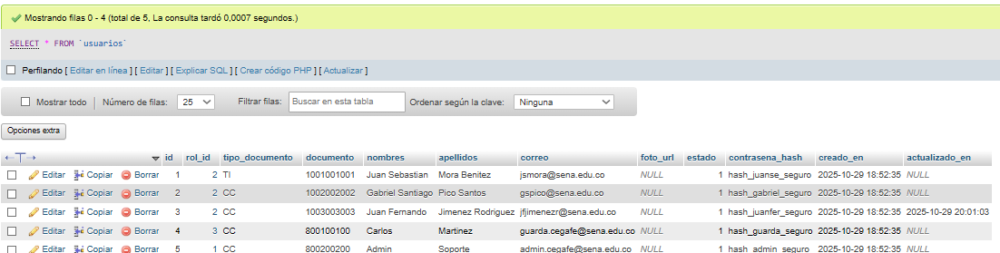 Mostrando filas 0 - 4 (total de 5, La consulta tardó 0,0007 segundos.)
SELECT * FROM `usuarios`
Perfilando [ Editar en línea ] [ Editar ] [ Explicar SQL ] [ Crear código PHP ] [ Actualizar ]
Mostrar todo Número de filas: 25 Filtrar filas: Buscar en esta tabla Ordenar según la clave: Ninguna
Opciones extra
id rol_id tipo_documento documento nombres apellidos correo foto_url estado contrasena_hash creado_en actualizado_en
Editar Copiar Borrar 1 2 TI 1001001001 Juan Sebastian Mora Benitez jsmora@sena.edu.co NULL 1 hash_juanse_seguro 2025-10-29 18:52:35 NULL
Editar Copiar Borrar 2 2 CC 1002002002 Gabriel Santiago Pico Santos gspico@sena.edu.co NULL 1 hash_gabriel_seguro 2025-10-29 18:52:35 NULL
Editar Copiar Borrar 3 2 CC 1003003003 Juan Fernando Jimenez Rodriguez jfjimenezr@sena.edu.co NULL 1 hash_juanfer_seguro 2025-10-29 18:52:35 2025-10-29 20:01:03
Editar Copiar Borrar 4 3 CC 800100100 Carlos Martinez guarda.cegafe@sena.edu.co NULL 1 hash_guarda_seguro 2025-10-29 18:52:35 NULL
Editar Copiar Borrar 5 1 CC 800200200 Admin Soporte admin.cegafe@sena.edu.co NULL 1 hash_admin_seguro 2025-10-29 18:52:35 NULL